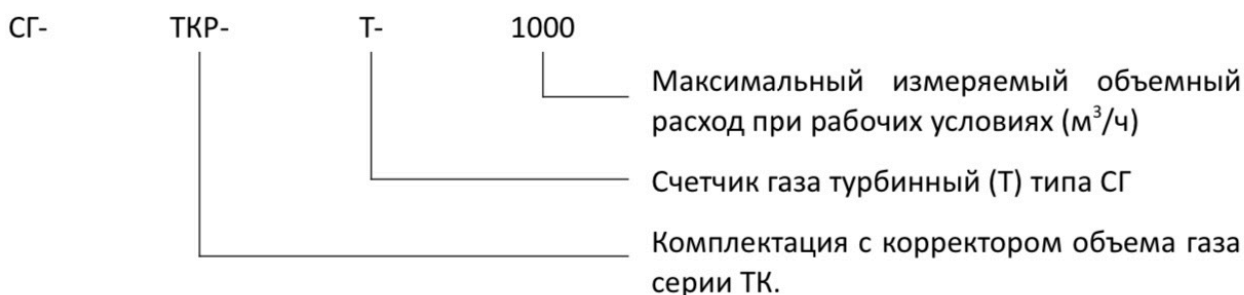 СГ- ТКР- Т- 1000
Максимальный измеряемый объемный
расход при рабочих условиях (м³/ч)
Счетчик газа турбинный (Т) типа СГ
Комплектация с корректором объема газа
серии ТК.